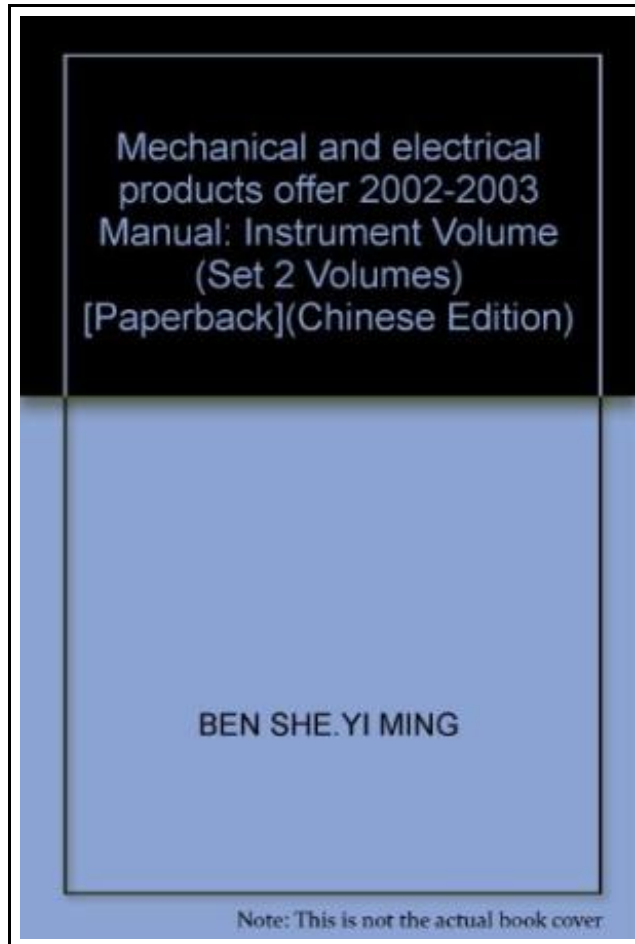 Mechanical and electrical
products offer 2002-2003
Manual: Instrument Volume
(Set 2 Volumes)
[Paperback](Chinese Edition)
BEN SHE.YI MING
Note: This is not the actual book cover